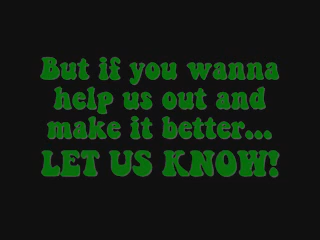 But if you wanna
help us out and
make it better...
LET US KNOW!